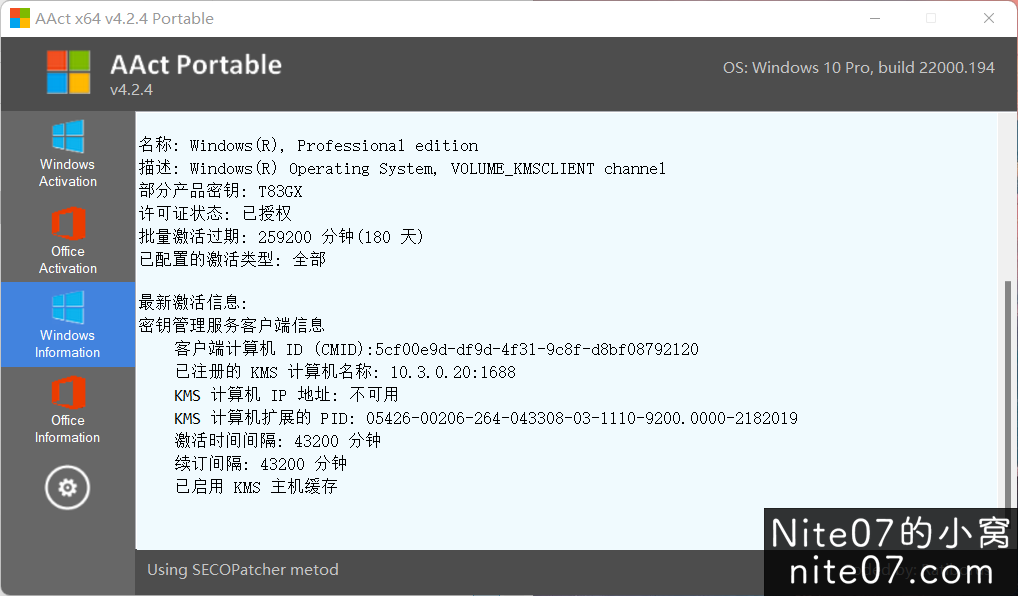 AAct x64 v4.2.4 Portable
AAct Portable
v4.2.4
OS: Windows 10 Pro, build 22000.194
Windows
Activation
Office
Activation
Windows
Information
Office
Information
名称: Windows(R), Professional edition
描述: Windows(R) Operating System, VOLUME_KMSCLIENT channel
部分产品密钥: T83GX
许可证状态: 已授权
批量激活过期: 259200 分钟(180 天)
已配置的激活类型: 全部
最新激活信息:
密钥管理服务客户端信息
客户端计算机 ID (CMID):5cf00e9d-df9d-4f31-9c8f-d8bf08792120
已注册的 KMS 计算机名称: 10.3.0.20:1688
KMS 计算机 IP 地址: 不可用
KMS 计算机扩展的 PID: 05426-00206-264-043308-03-1110-9200.0000-2182019
激活时间间隔: 43200 分钟
续订间隔: 43200 分钟
已启用 KMS 主机缓存
Using SECOPatcher metod
Nite07的小窝
nite07.com